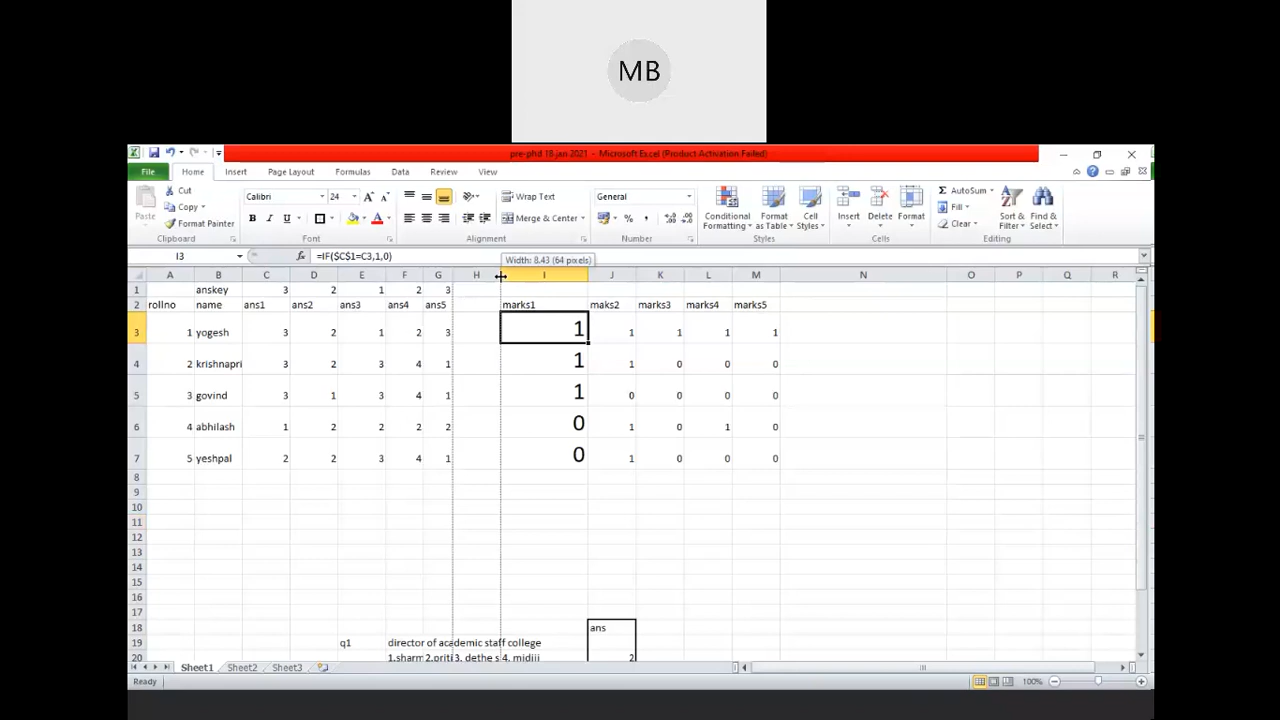 MB
pre-phd 18 jan 2021 - Microsoft Excel (Product Activation Failed)
File Home Insert Page Layout Formulas Data Review View
Cut Calibri 24 Wrap Text General AutoSum
Copy Fill
Paste Format Painter Merge & Center Conditional Formatting Format as Table Cell Styles Insert Delete Format Clear Sort & Filter Find & Select
Clipboard Font Alignment Number Styles Cells Editing
I3 fx =IF($C$1=C3,1,0)
Width: 8.43 (64 pixels)
A B C D E F G H I J K L M N O P Q R
1 anskey 3 2 1 2 3
2 rollno name ans1 ans2 ans3 ans4 ans5 marks1 maks2 marks3 marks4 marks5
3 1 yogesh 3 2 1 2 3 1 1 1 1 1
4 2 krishnapri 3 2 3 4 1 1 1 0 0 0
5 3 govind 3 1 3 4 1 1 0 0 0 0
6 4 abhilash 1 2 2 2 2 0 1 0 1 0
7 5 yeshpal 2 2 3 4 1 0 1 0 0 0
8
9
10
11
12
13
14
15
16
17
18 ans
19 q1 director of academic staff college
20 1.sharm 2.priti 3. dethe s 4. midiji 2
Sheet1 Sheet2 Sheet3
Ready 100%